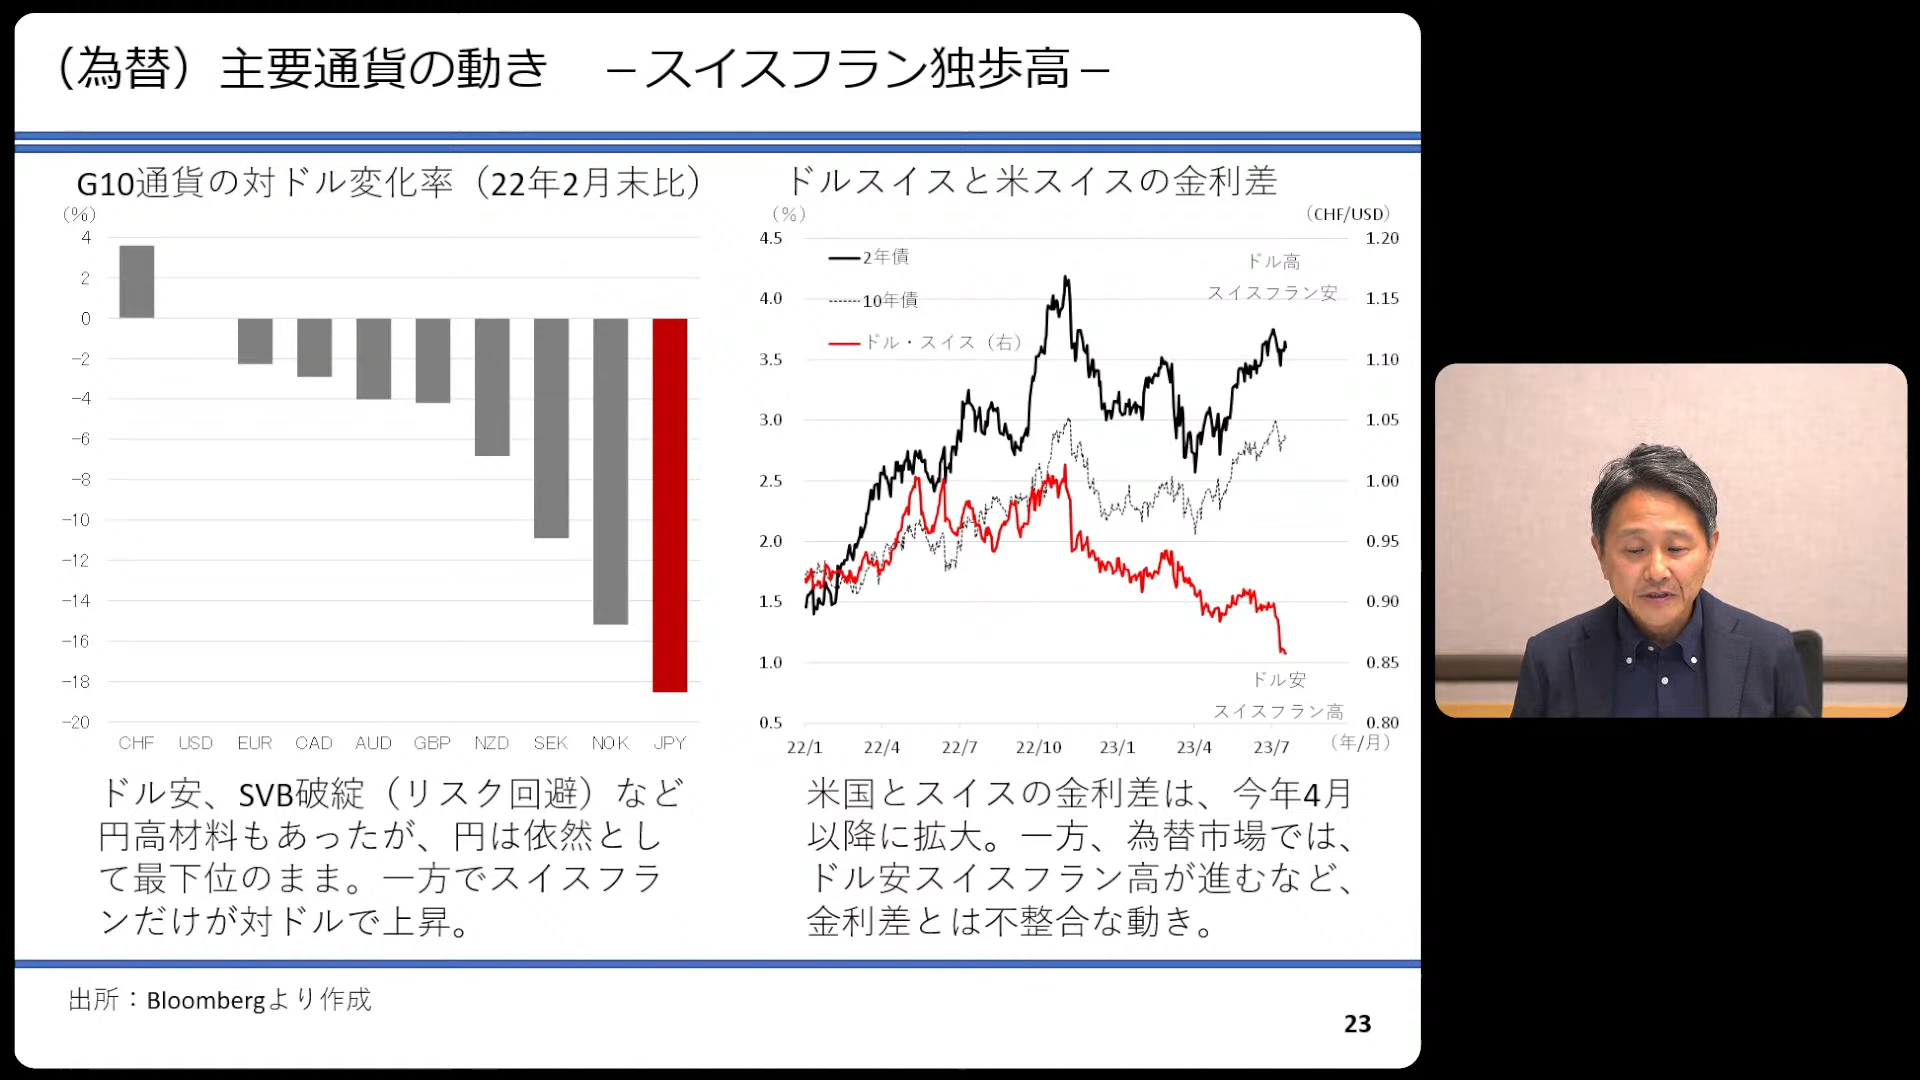 （為替）主要通貨の動き　－スイスフラン独歩高－
G10通貨の対ドル変化率（22年2月末比）
（%）
4
2
0
−2
−4
−6
−8
−10
−12
−14
−16
−18
−20
CHF USD EUR CAD AUD GBP NZD SEK NOK JPY
ドル安、SVB破綻（リスク回避）など
円高材料もあったが、円は依然とし
て最下位のまま。一方でスイスフラ
ンだけが対ドルで上昇。
ドルスイスと米スイスの金利差
（%）
（CHF/USD）
4.5
4.0
3.5
3.0
2.5
2.0
1.5
1.0
0.5
2年債
10年債
ドル・スイス（右）
ドル高
スイスフラン安
ドル安
スイスフラン高
1.20
1.15
1.10
1.05
1.00
0.95
0.90
0.85
0.80
22/1 22/4 22/7 22/10 23/1 23/4 23/7
（年/月）
米国とスイスの金利差は、今年4月
以降に拡大。一方、為替市場では、
ドル安スイスフラン高が進むなど、
金利差とは不整合な動き。
出所：Bloombergより作成
23